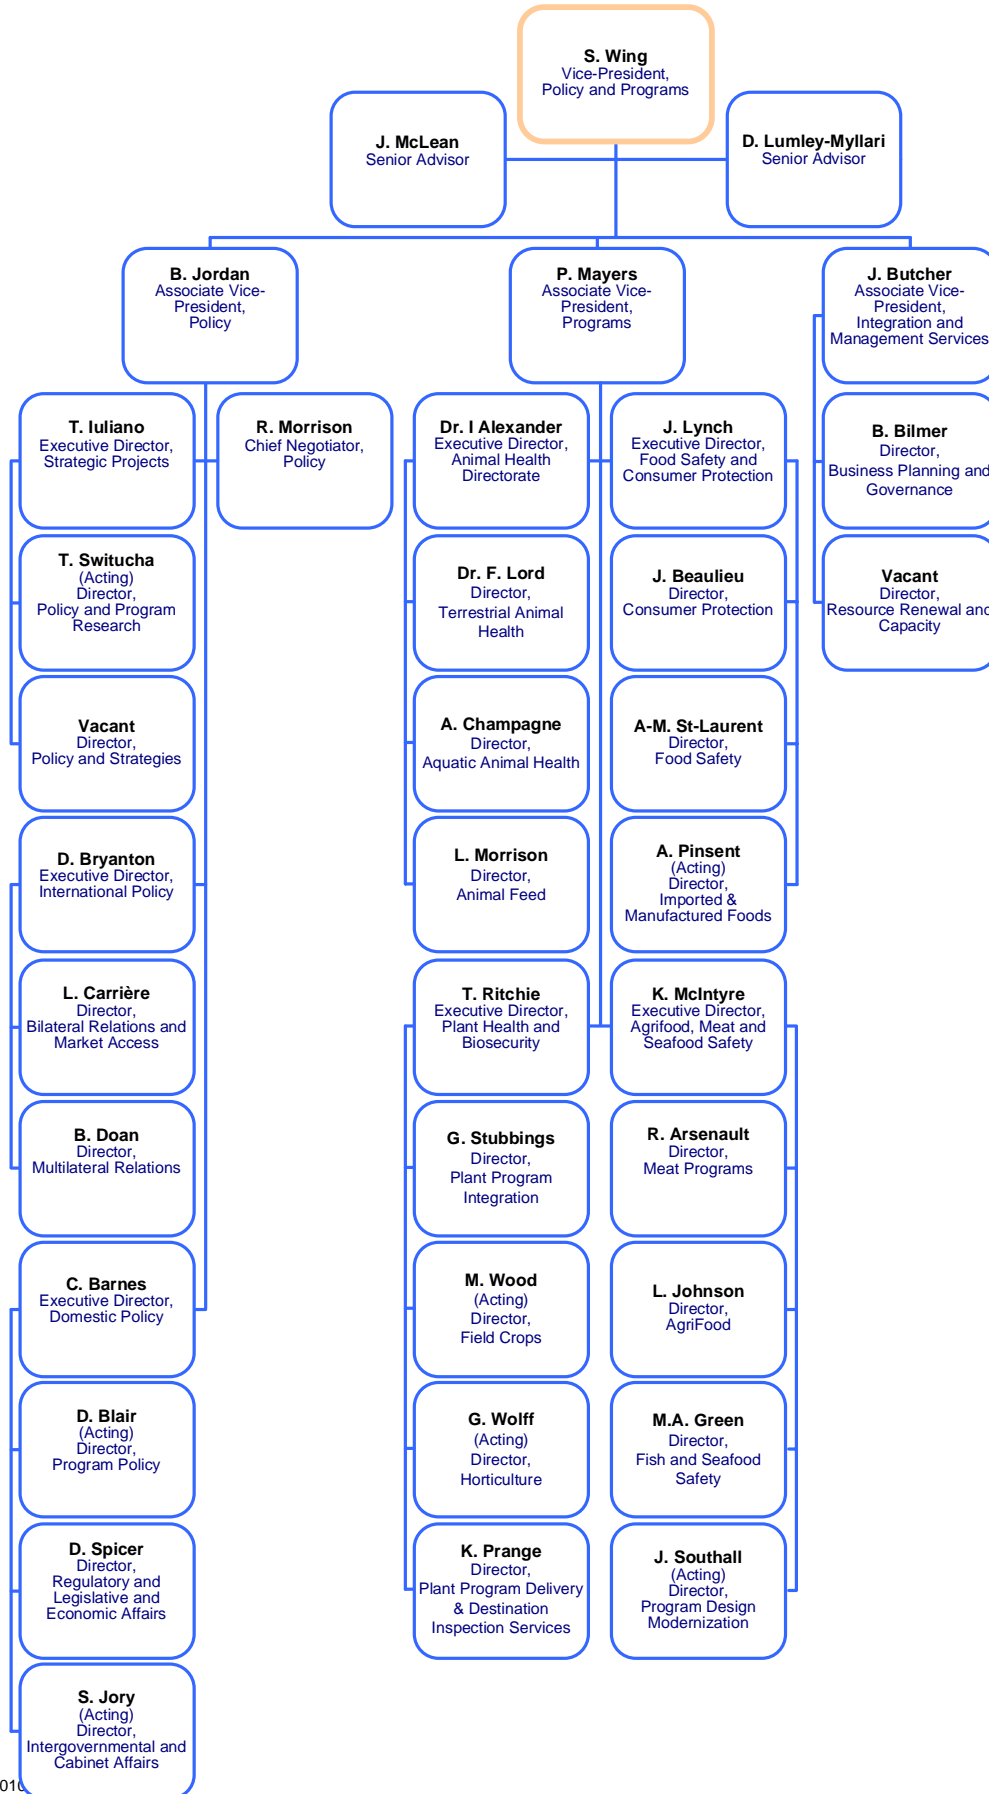 S. Wing
Vice-President,
Policy and Programs
J. McLean
Senior Advisor
D. Lumley-Myllari
Senior Advisor
B. Jordan
Associate Vice-
President,
Policy
P. Mayers
Associate Vice-
President,
Programs
J. Butcher
Associate Vice-
President,
Integration and
Management Services
T. Iuliano
Executive Director,
Strategic Projects
R. Morrison
Chief Negotiator,
Policy
Dr. I Alexander
Executive Director,
Animal Health
Directorate
J. Lynch
Executive Director,
Food Safety and
Consumer Protection
B. Bilmer
Director,
Business Planning and
Governance
T. Switucha
(Acting)
Director,
Policy and Program
Research
Dr. F. Lord
Director,
Terrestrial Animal
Health
J. Beaulieu
Director,
Consumer Protection
Vacant
Director,
Resource Renewal and
Capacity
Vacant
Director,
Policy and Strategies
A. Champagne
Director,
Aquatic Animal Health
A-M. St-Laurent
Director,
Food Safety
D. Bryanton
Executive Director,
International Policy
L. Morrison
Director,
Animal Feed
A. Pinsent
(Acting)
Director,
Imported &
Manufactured Foods
L. Carrière
Director,
Bilateral Relations and
Market Access
T. Ritchie
Executive Director,
Plant Health and
Biosecurity
K. McIntyre
Executive Director,
Agrifood, Meat and
Seafood Safety
B. Doan
Director,
Multilateral Relations
G. Stubbings
Director,
Plant Program
Integration
R. Arsenault
Director,
Meat Programs
C. Barnes
Executive Director,
Domestic Policy
M. Wood
(Acting)
Director,
Field Crops
L. Johnson
Director,
AgriFood
D. Blair
(Acting)
Director,
Program Policy
G. Wolff
(Acting)
Director,
Horticulture
M.A. Green
Director,
Fish and Seafood
Safety
D. Spicer
Director,
Regulatory and
Legislative and
Economic Affairs
K. Prange
Director,
Plant Program Delivery
& Destination
Inspection Services
J. Southall
(Acting)
Director,
Program Design
Modernization
S. Jory
(Acting)
Director,
Intergovernmental and
Cabinet Affairs